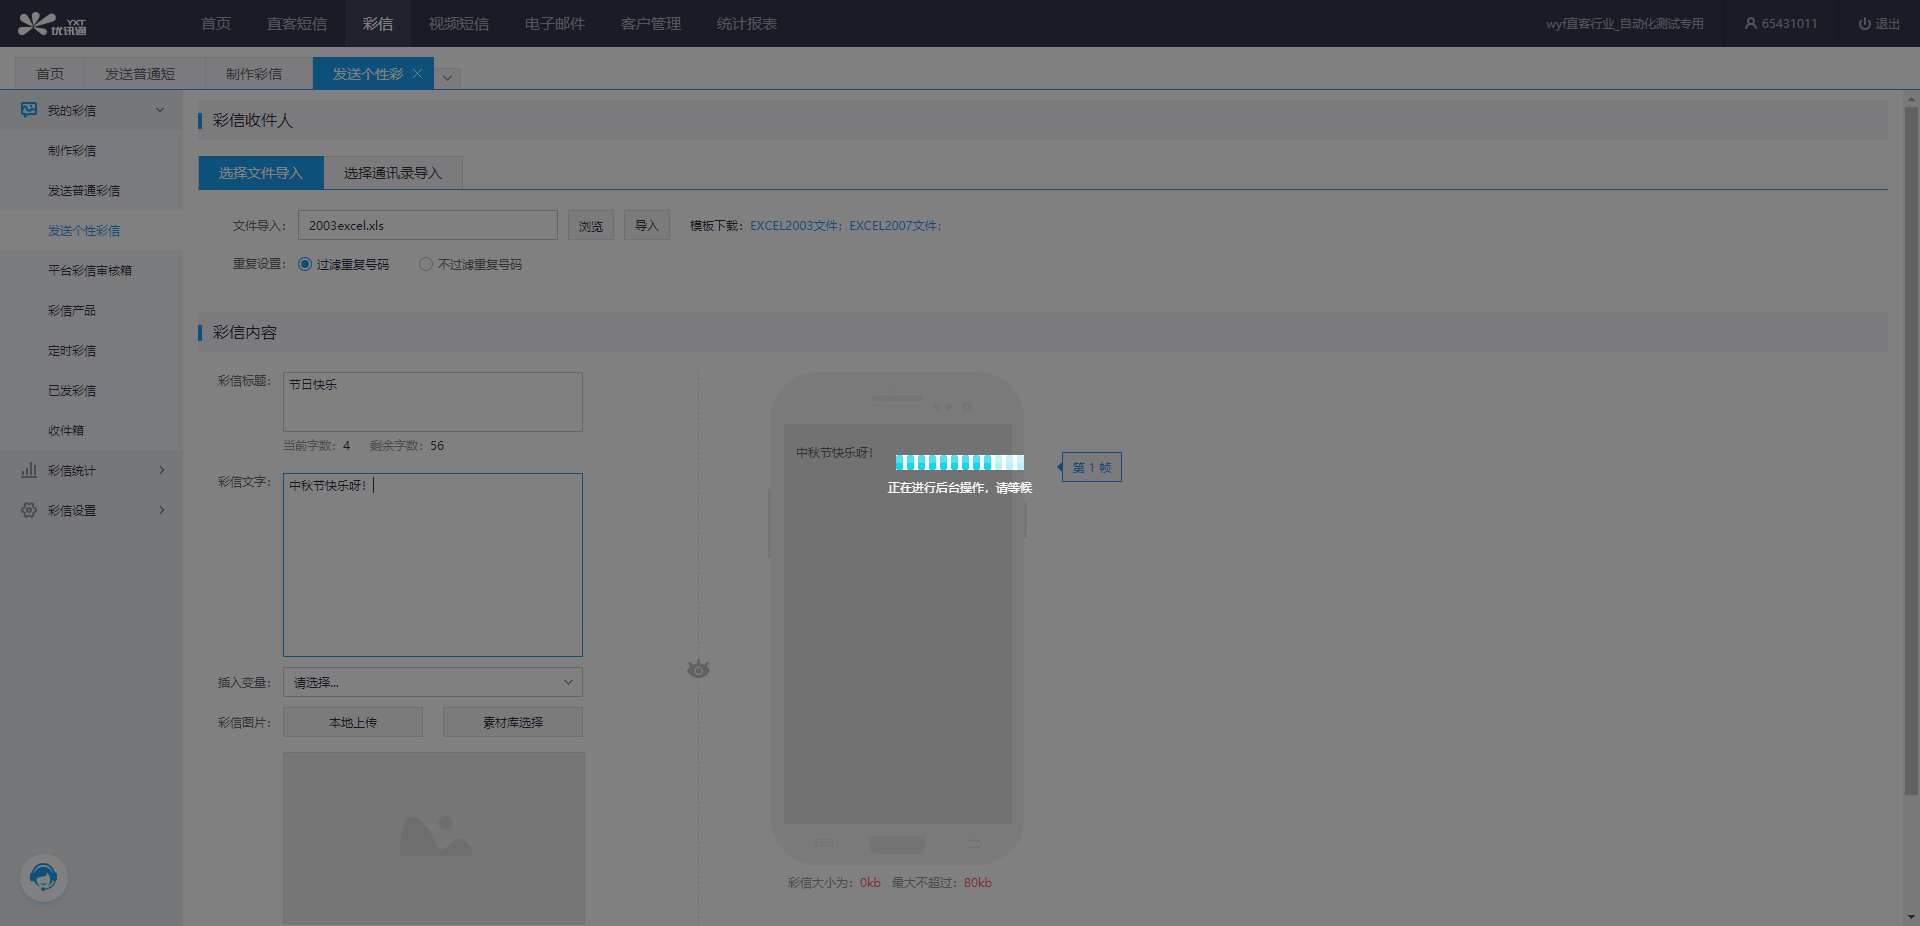 YXT
优讯通
首页 直客短信 彩信 视频短信 电子邮件 客户管理 统计报表 wyf直客行业_自动化测试专用 65431011 退出
首页 发送普通短 制作彩信 发送个性彩
我的彩信
制作彩信
发送普通彩信
发送个性彩信
平台彩信审核箱
彩信产品
定时彩信
已发彩信
收件箱
彩信统计
彩信设置
彩信收件人
选择文件导入 选择通讯录导入
文件导入: 2003excel.xls 浏览 导入 模板下载: EXCEL2003文件; EXCEL2007文件;
重复设置: 过滤重复号码 不过滤重复号码
彩信内容
彩信标题: 节日快乐
当前字数: 4 剩余字数: 56
彩信文字: 中秋节快乐呀!
插入变量: 请选择...
彩信图片: 本地上传 素材库选择
中秋节快乐呀!
正在进行后台操作，请等候
第 1 帧
彩信大小为: 0kb 最大不超过: 80kb